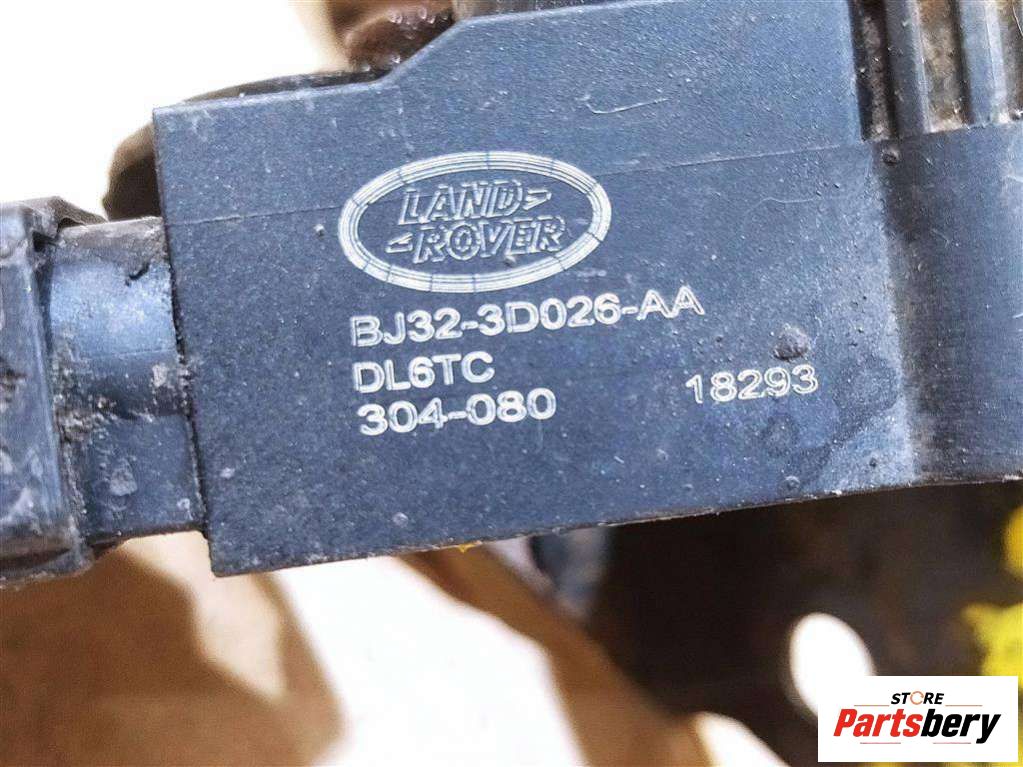 LAND
ROVER
BJ32-3D026-AA
DL6TC
304-080
18293
STORE
Partsbery